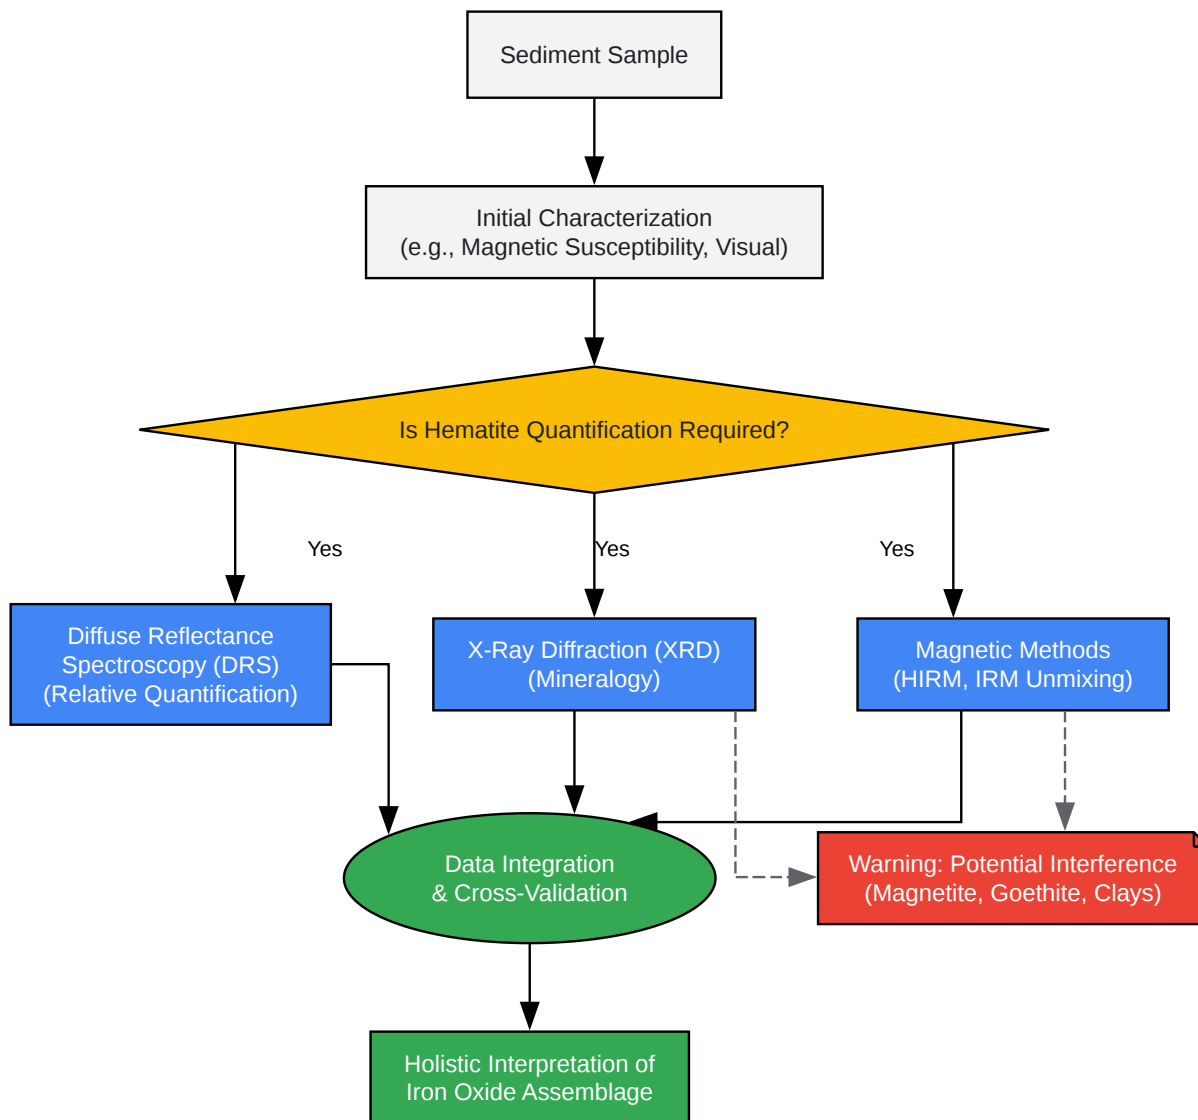 Sediment Sample
Initial Characterization
(e.g., Magnetic Susceptibility, Visual)
Is Hematite Quantification Required?
Yes
Yes
Yes
Diffuse Reflectance
Spectroscopy (DRS)
(Relative Quantification)
X-Ray Diffraction (XRD)
(Mineralogy)
Magnetic Methods
(HIRM, IRM Unmixing)
Data Integration
& Cross-Validation
Warning: Potential Interference
(Magnetite, Goethite, Clays)
Holistic Interpretation of
Iron Oxide Assemblage